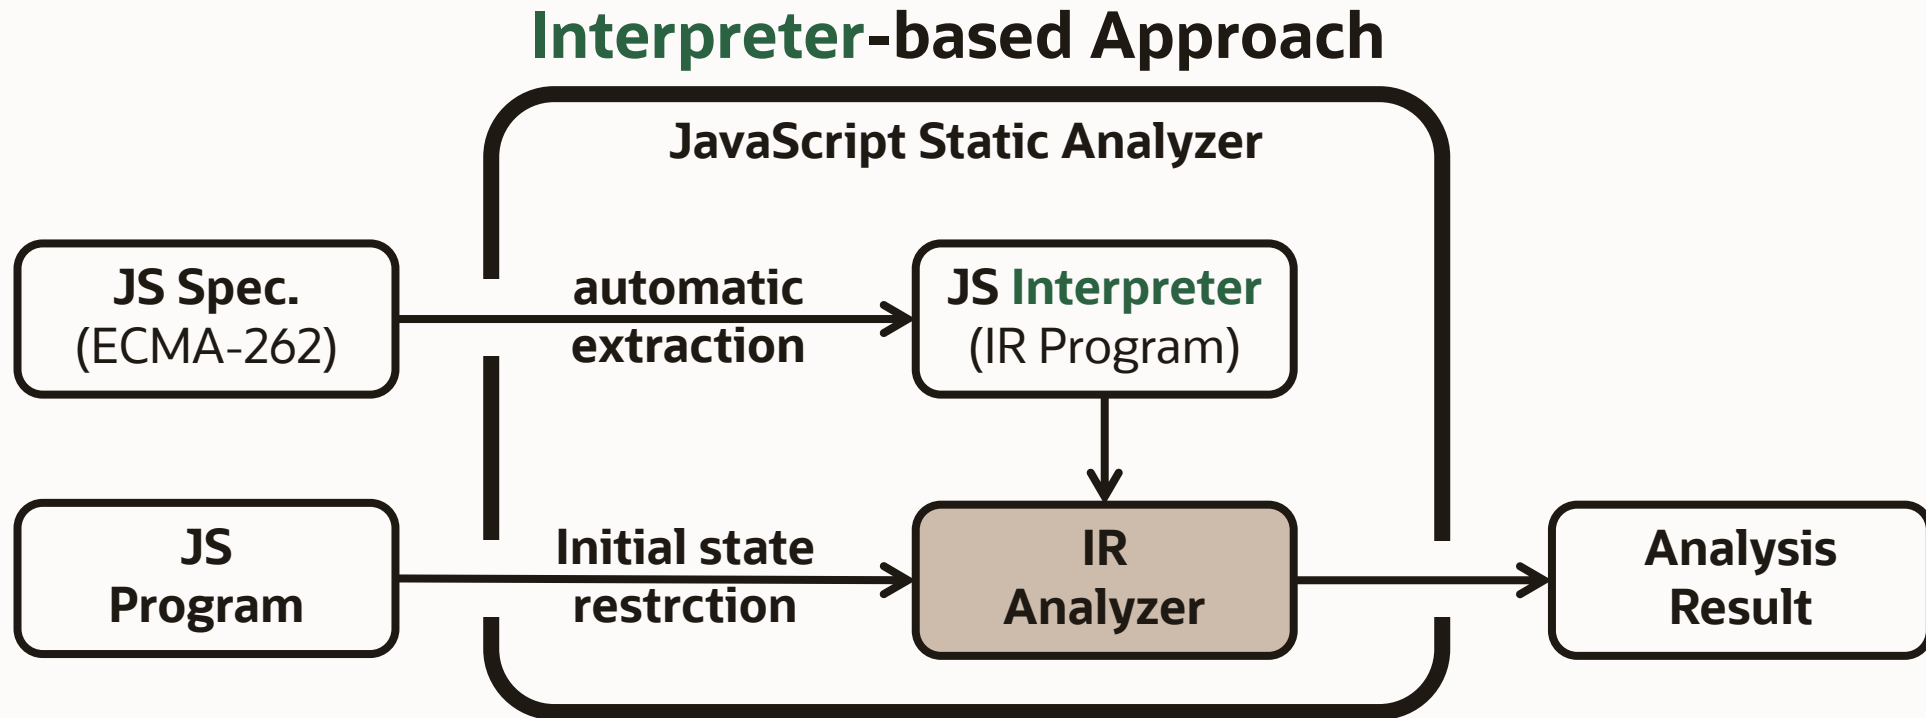 Interpreter-based Approach
JavaScript Static Analyzer
JS Spec.
(ECMA-262)
automatic
extraction
JS Interpreter
(IR Program)
JS
Program
Initial state
restrction
IR
Analyzer
Analysis
Result